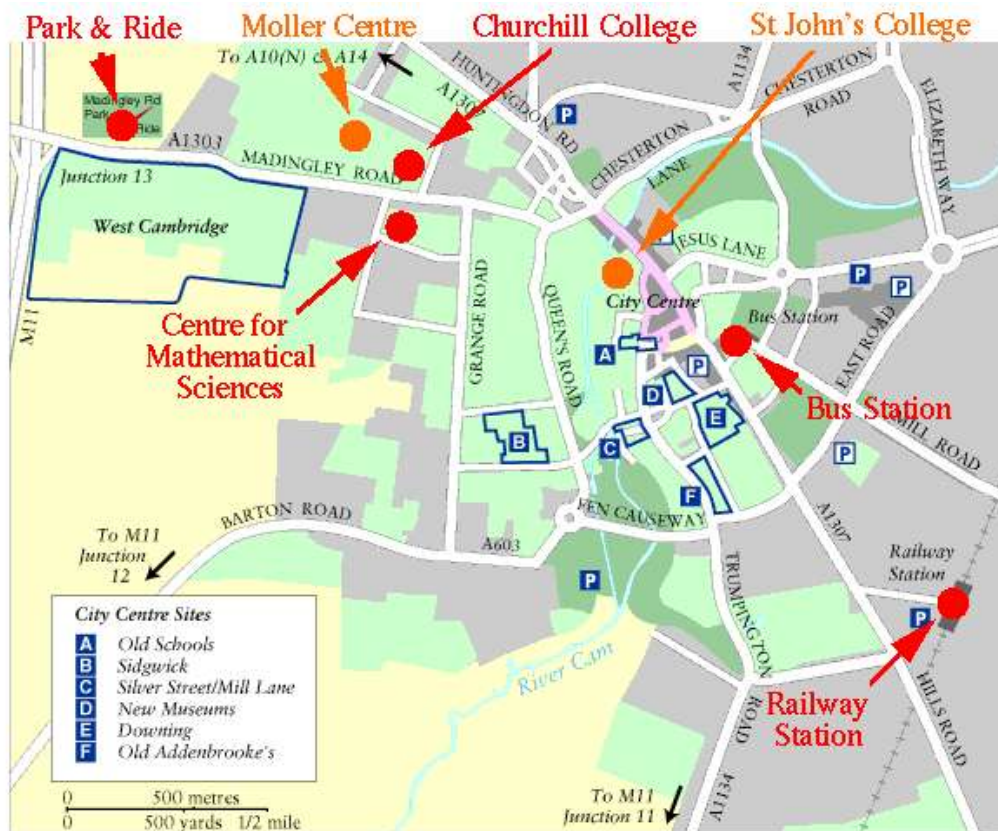 Park & Ride
Moller Centre
Churchill College
St John's College
To A10(N) & A14
A1307
HUNTINGDON RD
P
A1134
CHESTERTON
ROAD
ELIZABETH WAY
Madingley Rd
Park
Ride
A1303
MADINGLEY ROAD
CHESTERTON
LANE
Junction 13
West Cambridge
M11
JESUS LANE
P
City Centre
P
P
Bus Station
Centre for
Mathematical
Sciences
GRANGE ROAD
QUEEN'S ROAD
A
P
EAST ROAD
Bus Station
D
E
B
C
MILL ROAD
P
F
FEN CAUSEWAY
BARTON ROAD
A603
A1307
To M11
Junction
12
Railway
Station
P
P
TRUMPINGTON
ROAD
River Cam
HILLS ROAD
Railway
Station
City Centre Sites
A Old Schools
B Sidgwick
C Silver Street/Mill Lane
D New Museums
E Downing
F Old Addenbrooke's
0 500 metres
0 500 yards 1/2 mile
To M11
Junction 11
A1134